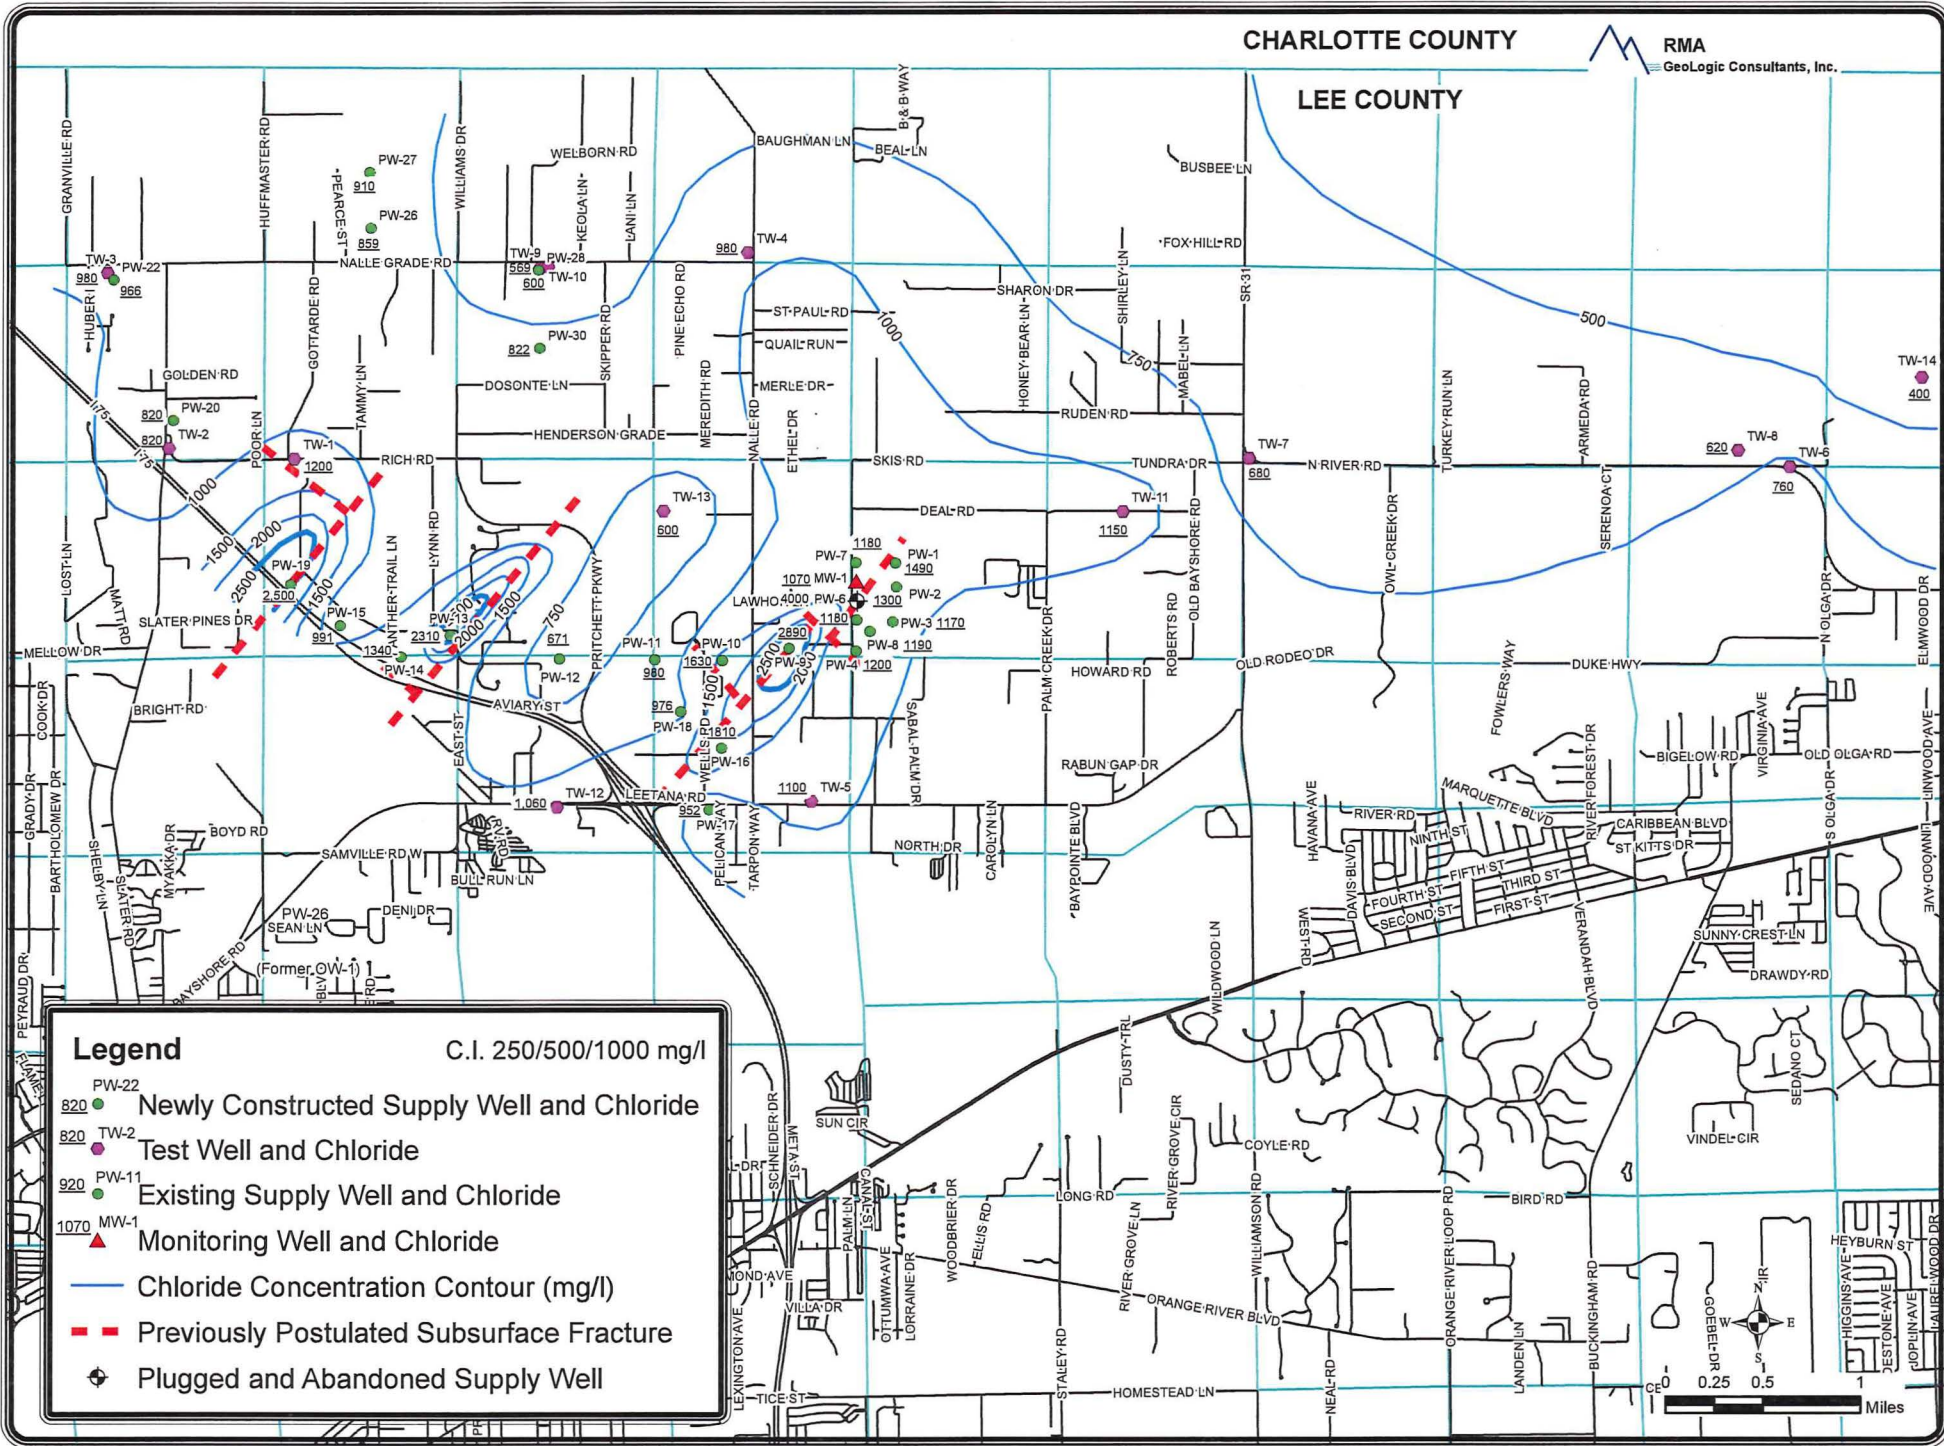 CHARLOTTE COUNTY
RMA
GeoLogic Consultants, Inc.
LEE COUNTY
GRANVILLE RD
HUFFMASTER RD
PEARCE ST
WILLIAMS DR
WELBORN RD
KEOLA LN
LANI LN
BAUGHMAN LN
B & B WAY
BEAL LN
BUSBEE LN
PW-27
910
PW-26
859
NALLE GRADE RD
TW-3
PW-22
980
966
TW-9
PW-28
569
TW-10
600
980
TW-4
FOX HILL RD
SHARON DR
SHIRLEY LN
SR 31
HUBER
GOTTARDE RD
SKIPPER RD
PINE ECHO RD
ST PAUL RD
QUAIL RUN
1000
HONEY BEAR LN
500
PW-30
822
750
MABEL LN
TW-14
400
GOLDEN RD
TAMMY LN
DOSONTE LN
MEREDITH RD
MERLE DR
NALLE RD
ETHEL DR
RUDEN RD
TURKEY RUN LN
ARMEDA RD
I-75
PW-20
820
TW-2
820
I-75
POOR LN
TW-1
1200
RICH RD
HENDERSON GRADE
SKIS RD
TUNDRA DR
TW-7
680
N RIVER RD
TW-8
620
TW-6
760
1000
TW-13
600
DEAL RD
TW-11
1150
OLD BAYSHORE RD
OWL CREEK DR
SERENOA CT
LOST LN
1500
2000
2500
PW-19
2,500
1500
PANTHER TRAIL LN
LYNN RD
PRITCHETT PKWY
1180
PW-7
PW-1
1490
1070
MW-1
4000
PW-6
1300
PW-2
MATT RD
SLATER PINES DR
PW-15
991
PW-13
2310
2000
1500
750
671
PW-12
1180
PW-3
1170
PW-8
1190
PW-4
1200
MELLOW DR
1340
PW-14
PW-11
980
PW-10
1630
2890
PW-9
2500
2000
HOWARD RD
ROBERTS RD
PALM CREEK DR
OLD RODEO DR
DUKE HWY
N OLGA DR
ELMWOOD DR
COOK DR
BRIGHT RD
AVIARY ST
EAST ST
976
PW-18
1500
WELLS RD
1810
PW-16
SABAL PALM DR
RABUN GAP DR
FOWLERS WAY
RIVER FOREST DR
BIGELOW RD
VIRGINIA AVE
OLD OLGA RD
LINWOOD AVE
GRADY DR
BARTHOLOMEW DR
1,060
TW-12
LEETANA RD
952
PW-17
1100
TW-5
HAVANA AVE
RIVER RD
MARQUETTE BLVD
CARIBBEAN BLVD
ST KITTS DR
S OLGA DR
BOYD RD
MYAKKA DR
SAMVILLE RD W
RV RD
BULL RUN LN
PELICAN WAY
TARPON WAY
NORTH DR
CAROLYN LN
BAYPOINTE BLVD
NINTH ST
FIFTH ST
THIRD ST
FOURTH ST
SECOND ST
FIRST ST
DAVIS BLVD
WEST RD
VERANDAH BLVD
LINWOOD AVE
SHELBY LN
SLATER RD
PW-26
SEAN LN
DENI DR
(Former OW-1)
BAYSHORE RD
BLV
PEYRAUD DR
WILDWOOD LN
SUNNY CREST LN
DRAWDY RD
DUSTY TRL
SEDANO CT
VINDEL CIR
Legend
C.I. 250/500/1000 mg/l
PW-22
820
Newly Constructed Supply Well and Chloride
TW-2
820
Test Well and Chloride
PW-11
920
Existing Supply Well and Chloride
MW-1
1070
Monitoring Well and Chloride
Chloride Concentration Contour (mg/l)
Previously Postulated Subsurface Fracture
Plugged and Abandoned Supply Well
SCHNEIDER DR
META ST
SUN CIR
CANAL ST
PALM LN
COYLE RD
RIVER GROVE CIR
WOODBRIER DR
ELLIS RD
LONG RD
BIRD RD
RIVER GROVE LN
WILLIAMSON RD
ORANGE RIVER LOOP RD
OTTUMWA AVE
LORRAINE DR
VILLA DR
MOND AVE
LEXINGTON AVE
TICE ST
STALEY RD
ORANGE RIVER BLVD
HOMESTEAD LN
NEAL RD
LANDEN LN
BUCKINGHAM RD
GOEBEL DR
NIR
HEYBURN ST
HIGGINS AVE
DESTONE AVE
JOPLIN AVE
LAUREL WOOD DR
N
W E
S
0 0.25 0.5 1
Miles
CE